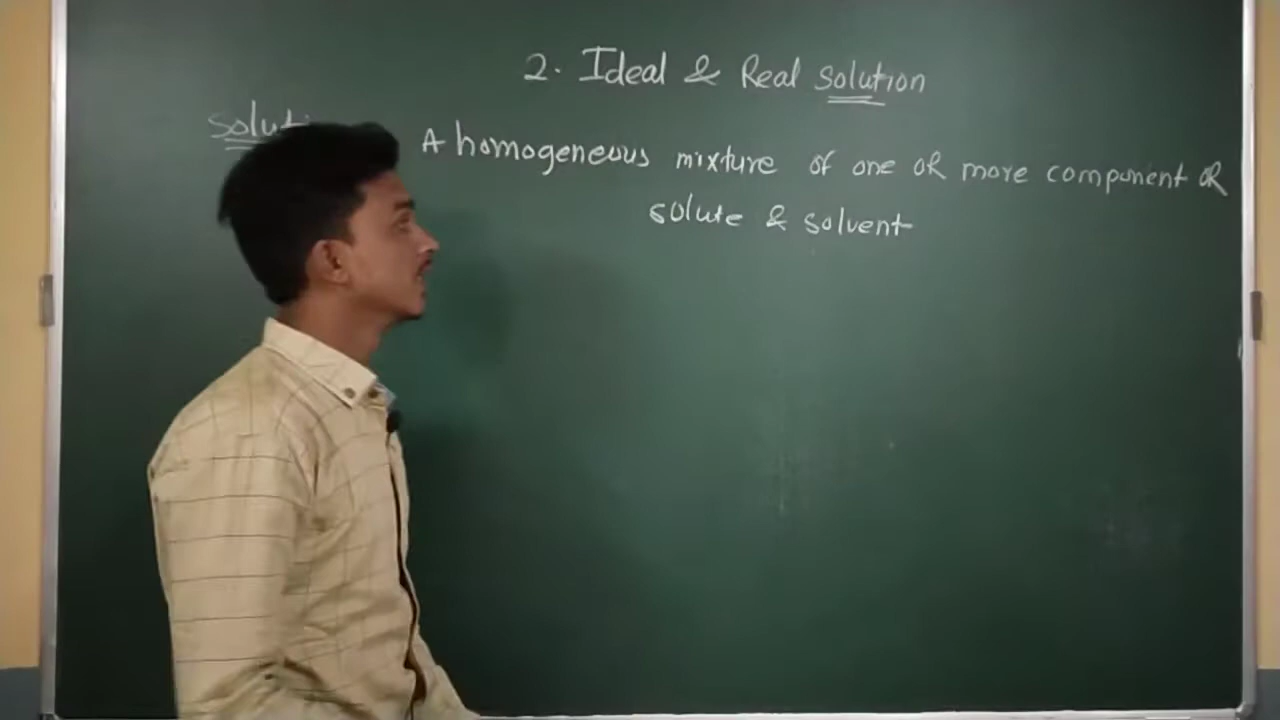 2. Ideal & Real solution
A homogeneous mixture of one OR more component OR
solute & solvent